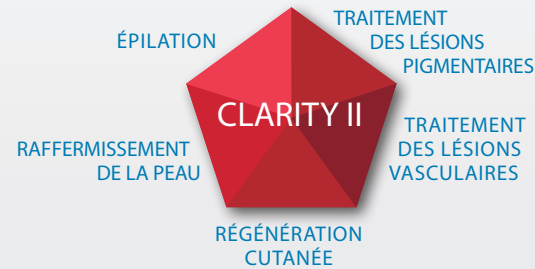 ÉPILATION
TRAITEMENT
DES LÉSIONS
PIGMENTAIRES
CLARITY II
RAFFERMISSEMENT
DE LA PEAU
TRAITEMENT
DES LÉSIONS
VASCULAIRES
RÉGÉNÉRATION
CUTANÉE